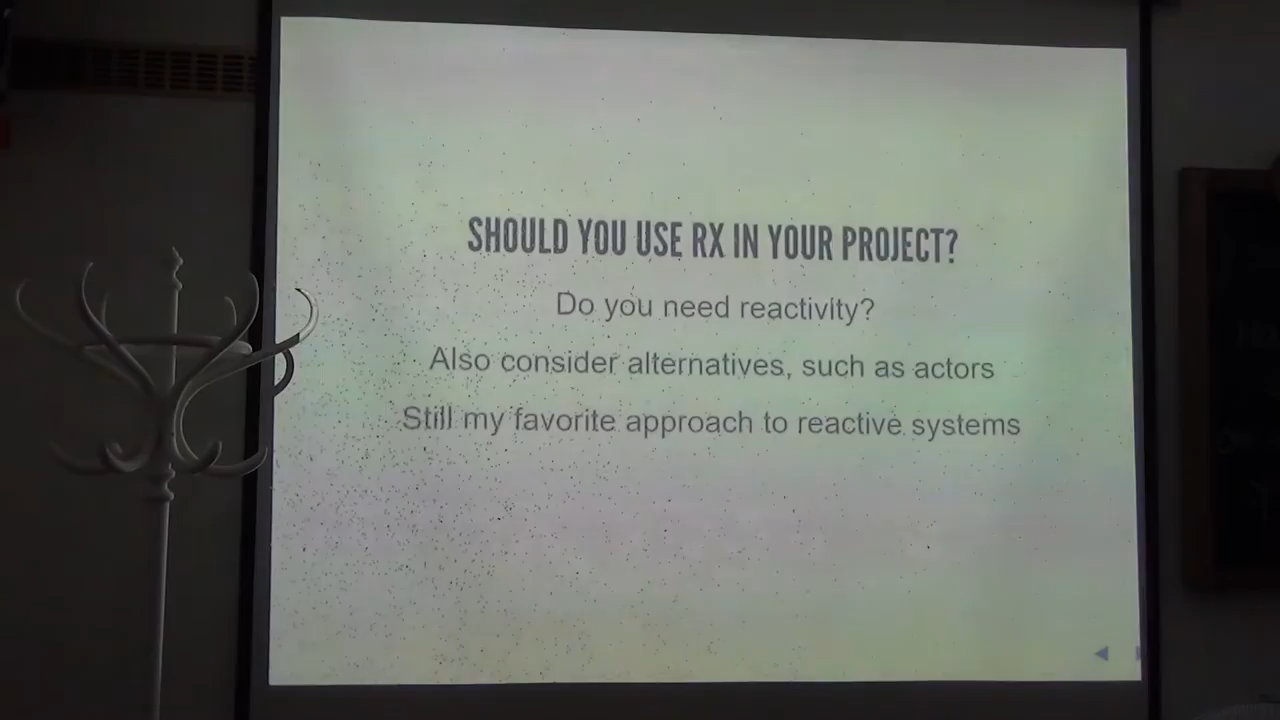 SHOULD YOU USE RX IN YOUR PROJECT?
Do you need reactivity?
Also consider alternatives, such as actors
Still my favorite approach to reactive systems